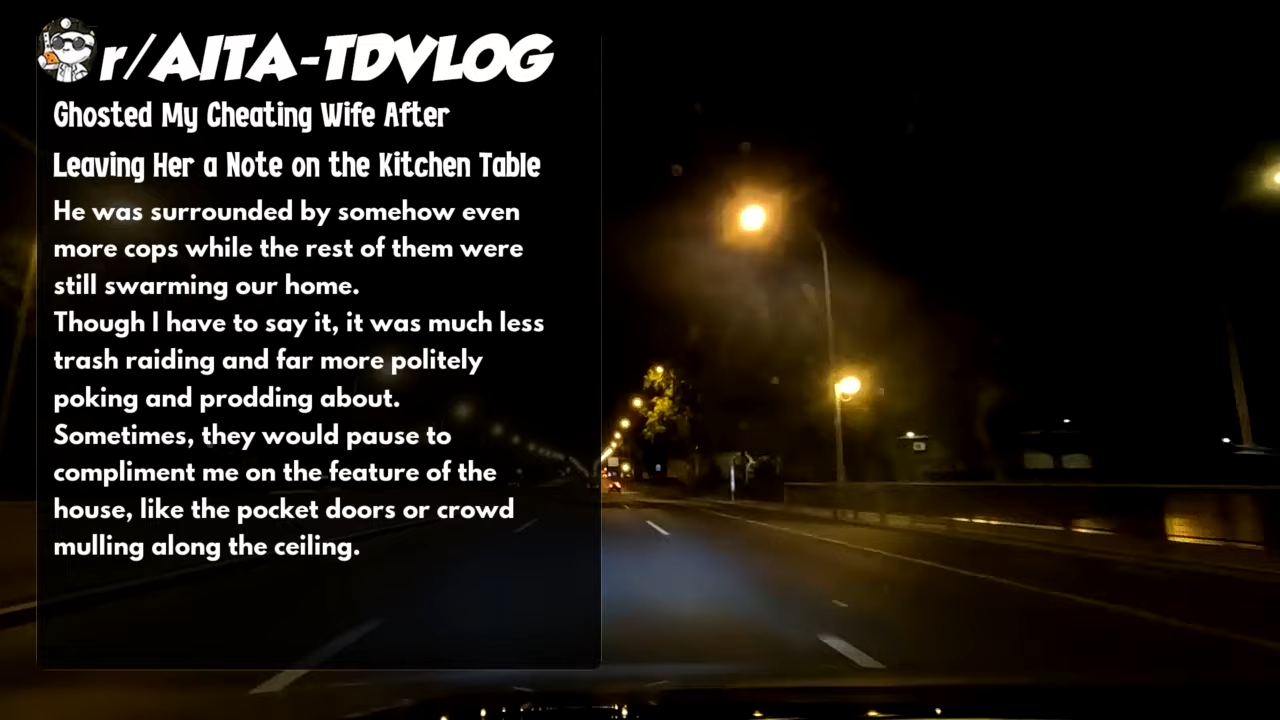 r/AITA-TDVLOG
Ghosted My Cheating Wife After
Leaving Her a Note on the Kitchen Table
He was surrounded by somehow even
more cops while the rest of them were
still swarming our home.
Though I have to say it, it was much less
trash raiding and far more politely
poking and prodding about.
Sometimes, they would pause to
compliment me on the feature of the
house, like the pocket doors or crowd
mulling along the ceiling.